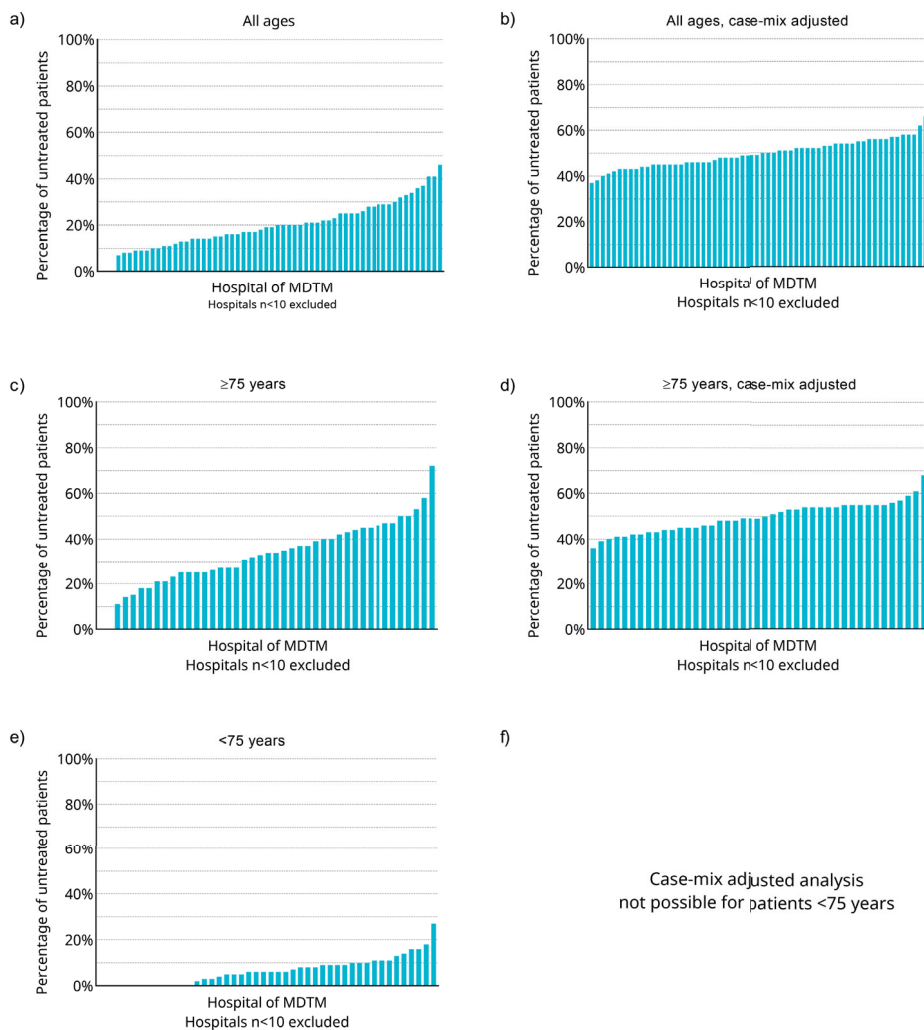 a)
All ages
Percentage of untreated patients
100%
80%
60%
40%
20%
0%
Hospital of MDTM
Hospitals n<10 excluded
b)
All ages, case-mix adjusted
Percentage of untreated patients
100%
80%
60%
40%
20%
0%
Hospital of MDTM
Hospitals n<10 excluded
c)
≥75 years
Percentage of untreated patients
100%
80%
60%
40%
20%
0%
Hospital of MDTM
Hospitals n<10 excluded
d)
≥75 years, case-mix adjusted
Percentage of untreated patients
100%
80%
60%
40%
20%
0%
Hospital of MDTM
Hospitals n<10 excluded
e)
<75 years
Percentage of untreated patients
100%
80%
60%
40%
20%
0%
Hospital of MDTM
Hospitals n<10 excluded
f)
Case-mix adjusted analysis
not possible for patients <75 years